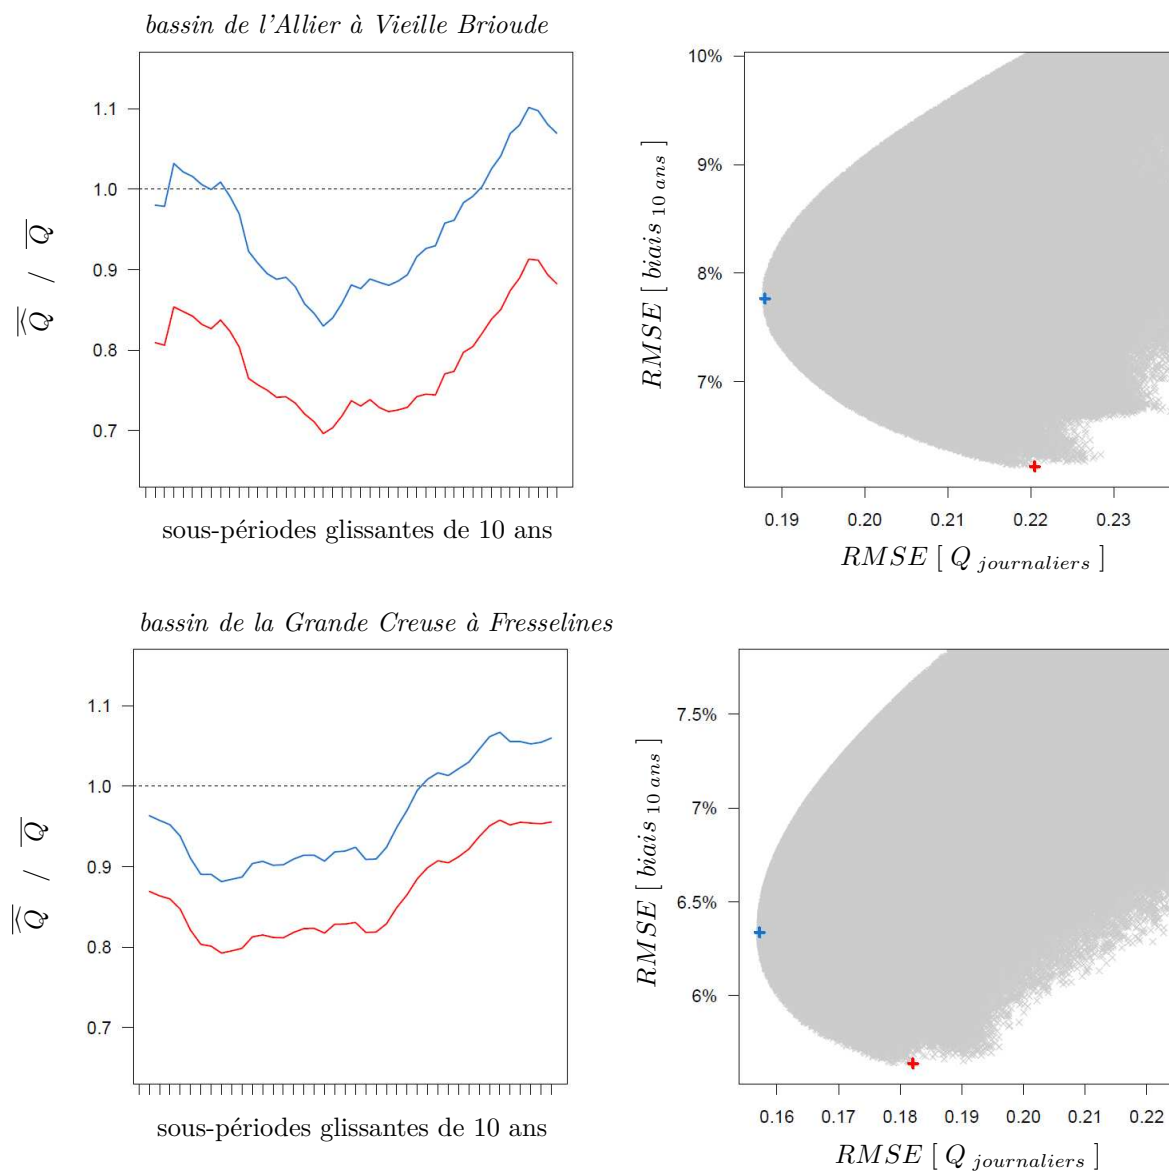 bassin de l'Allier à Vieille Brioude
1.1
1.0
0.9
0.8
0.7
Q̂ / Q
sous-périodes glissantes de 10 ans
10%
9%
8%
7%
RMSE [ biais 10 ans ]
0.19 0.20 0.21 0.22 0.23
RMSE [ Q journaliers ]
bassin de la Grande Creuse à Fresselines
1.1
1.0
0.9
0.8
0.7
Q̂ / Q
sous-périodes glissantes de 10 ans
7.5%
7%
6.5%
6%
RMSE [ biais 10 ans ]
0.16 0.17 0.18 0.19 0.20 0.21 0.22
RMSE [ Q journaliers ]